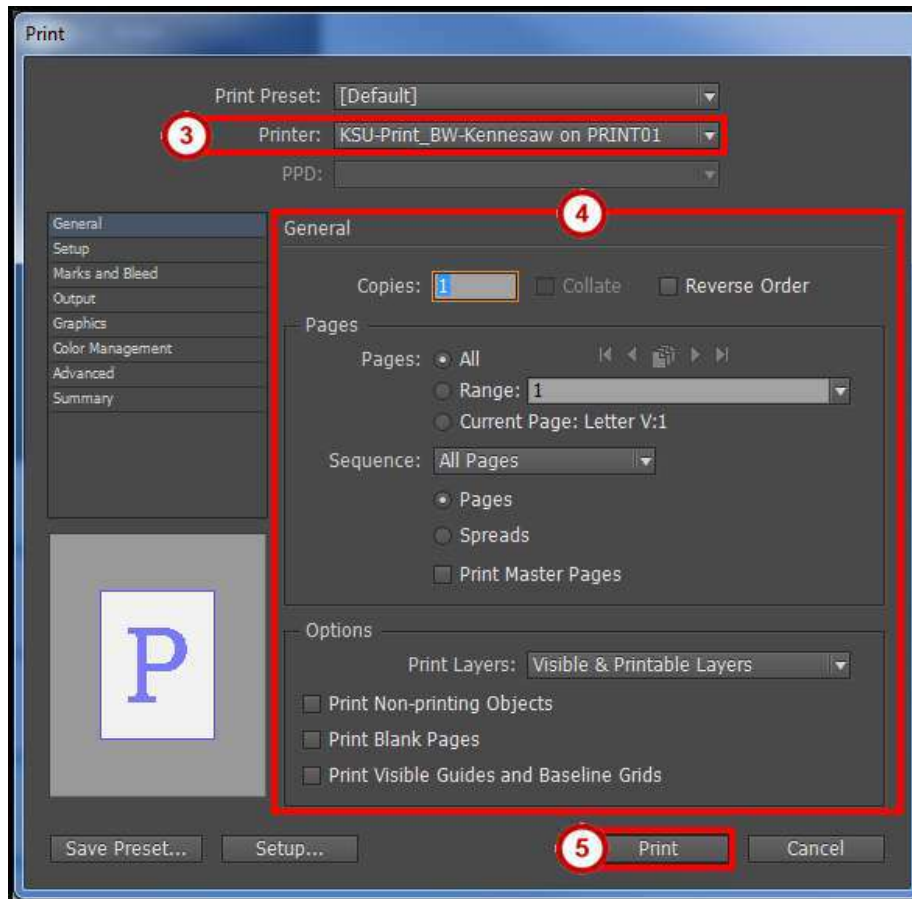 Print
Print Preset: [Default]
3 Printer: KSU-Print_BW-Kennesaw on PRINT01
PPD:
General
Setup
Marks and Bleed
Output
Graphics
Color Management
Advanced
Summary
4
General
Copies: 1 Collate Reverse Order
Pages
Pages: All
Range: 1
Current Page: Letter V:1
Sequence: All Pages
Pages
Spreads
Print Master Pages
Options
Print Layers: Visible & Printable Layers
Print Non-printing Objects
Print Blank Pages
Print Visible Guides and Baseline Grids
P
Save Preset... Setup... 5 Print Cancel